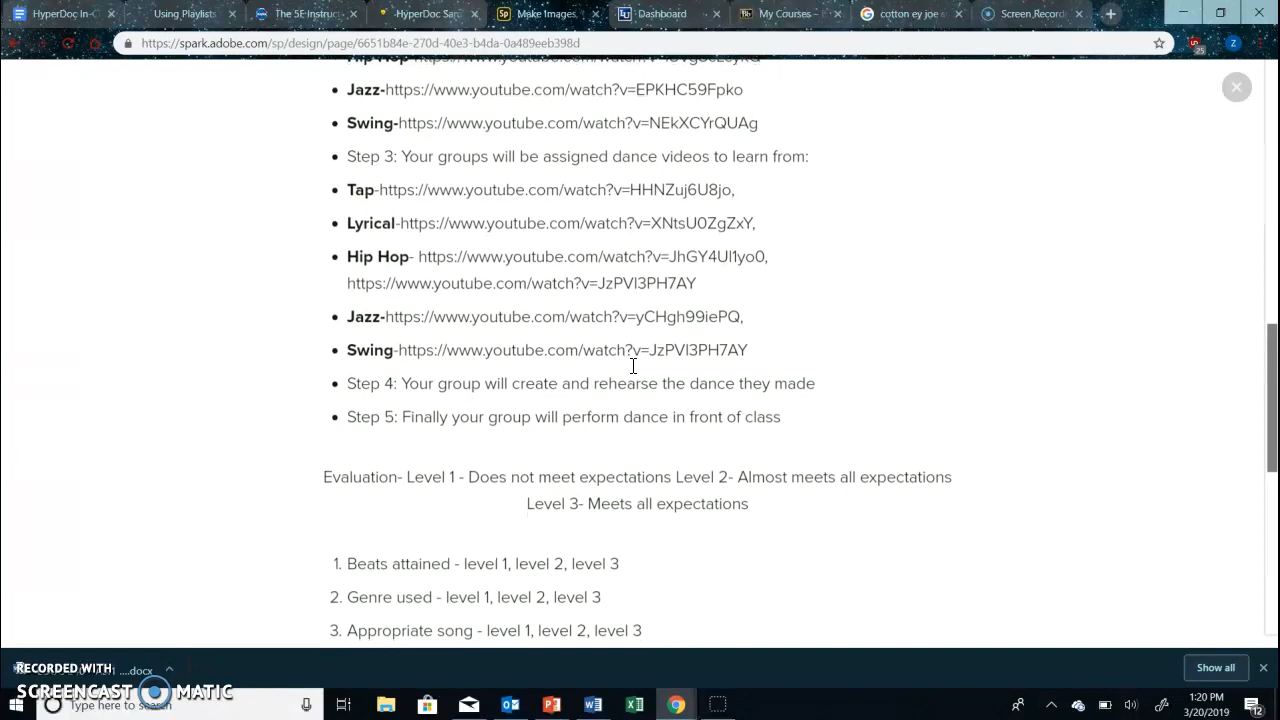 HyperDoc In-C
Using Playlists
The 5E Instruct
HyperDoc Sam
Make Images,
Dashboard
My Courses –
cotton ey joe
Screen Record
https://spark.adobe.com/sp/design/page/6651b84e-270d-40e3-b4da-0a489eeb398d
Jazz-https://www.youtube.com/watch?v=EPKHC59Fpko
Swing-https://www.youtube.com/watch?v=NEkXCYrQUAg
Step 3: Your groups will be assigned dance videos to learn from:
Tap-https://www.youtube.com/watch?v=HHNZuj6U8jo,
Lyrical-https://www.youtube.com/watch?v=XNtsU0ZgZxY,
Hip Hop- https://www.youtube.com/watch?v=JhGY4Ul1yo0,
https://www.youtube.com/watch?v=JzPVI3PH7AY
Jazz-https://www.youtube.com/watch?v=yCHgh99iePQ,
Swing-https://www.youtube.com/watch?v=JzPVI3PH7AY
Step 4: Your group will create and rehearse the dance they made
Step 5: Finally your group will perform dance in front of class
Evaluation- Level 1 - Does not meet expectations Level 2- Almost meets all expectations
Level 3- Meets all expectations
1. Beats attained - level 1, level 2, level 3
2. Genre used - level 1, level 2, level 3
3. Appropriate song - level 1, level 2, level 3
RECORDED WITH
....docx
Show all
SCREENCAST MATIC
Type here to search
1:20 PM
3/20/2019
12